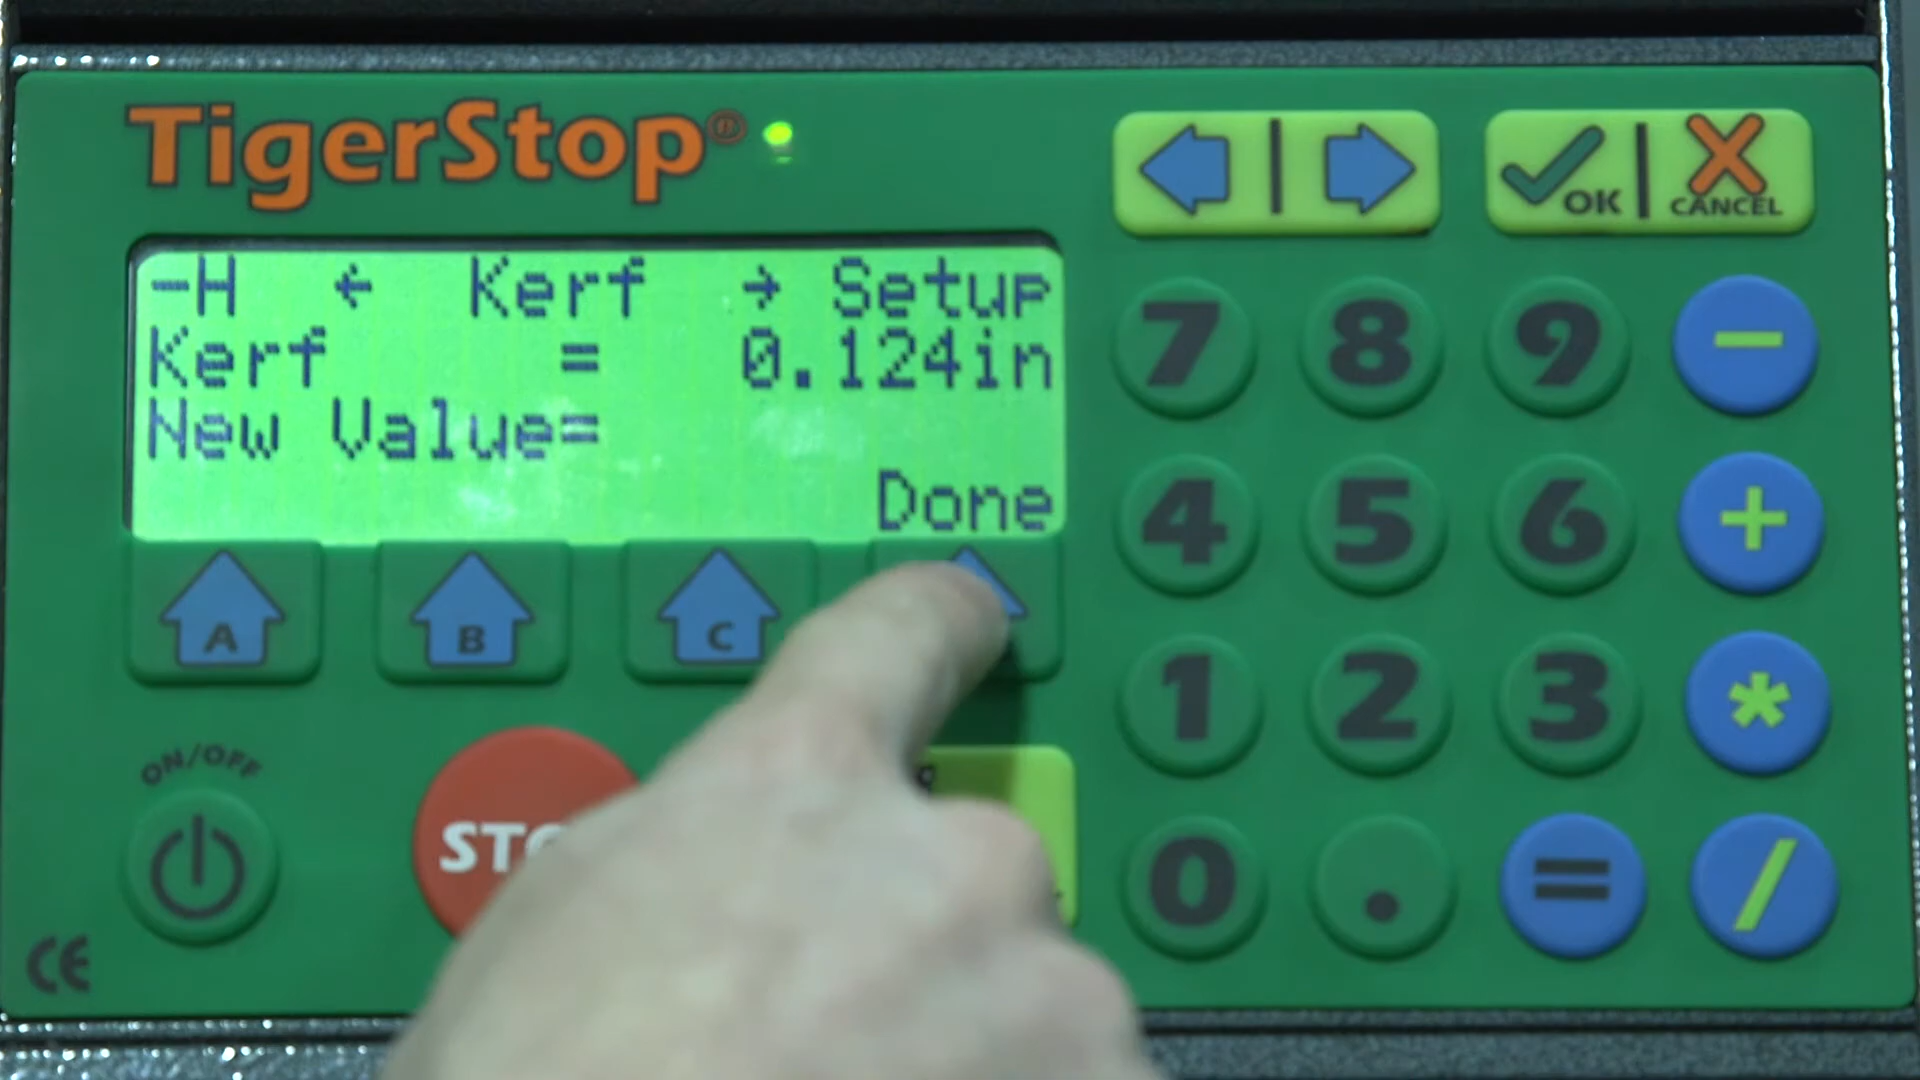 TigerStop®
-H ← Kerf → Setup
Kerf = 0.124in
New Value=
Done
A B C
ON/OFF
CE
OK | CANCEL
7 8 9 -
4 5 6 +
1 2 3 *
0 . = /